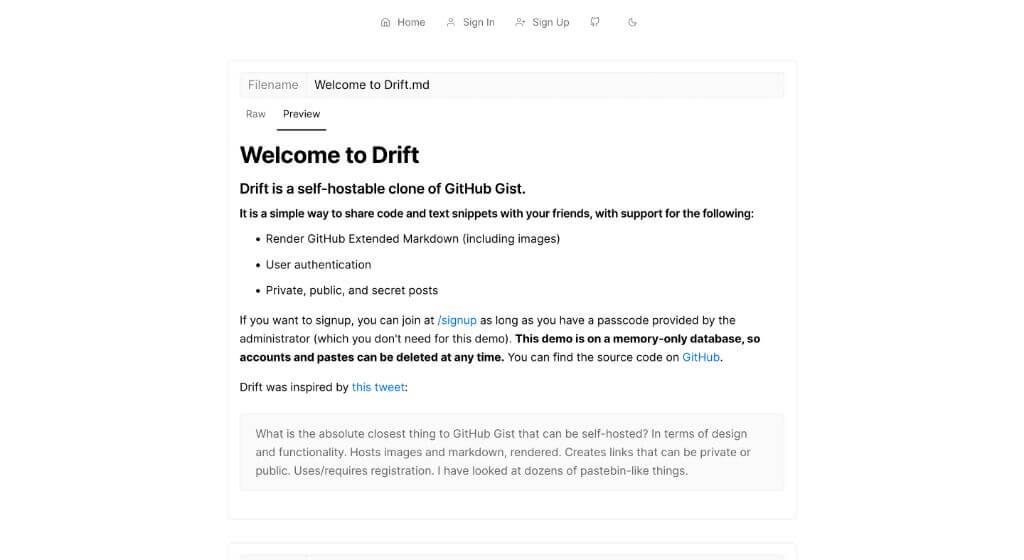 Home Sign In Sign Up
Filename Welcome to Drift.md
Raw Preview
Welcome to Drift
Drift is a self-hostable clone of GitHub Gist.
It is a simple way to share code and text snippets with your friends, with support for the following:
• Render GitHub Extended Markdown (including images)
• User authentication
• Private, public, and secret posts
If you want to signup, you can join at /signup as long as you have a passcode provided by the
administrator (which you don't need for this demo). This demo is on a memory-only database, so
accounts and pastes can be deleted at any time. You can find the source code on GitHub.
Drift was inspired by this tweet:
What is the absolute closest thing to GitHub Gist that can be self-hosted? In terms of design
and functionality. Hosts images and markdown, rendered. Creates links that can be private or
public. Uses/requires registration. I have looked at dozens of pastebin-like things.